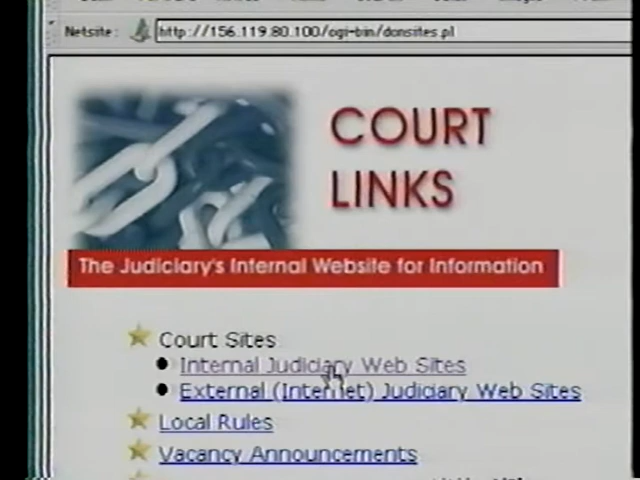 Netsite:
http://156.119.80.100/cgi-bin/donsites.pl
COURT
LINKS
The Judiciary's Internal Website for Information
Court Sites
Internal Judiciary Web Sites
External (Internet) Judiciary Web Sites
Local Rules
Vacancy Announcements